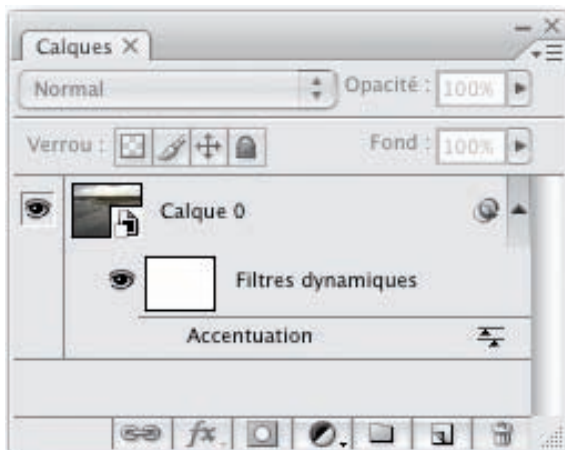 Calques
Normal Opacité : 100%
Verrou : Fond : 100%
Calque 0
Filtres dynamiques
Accentuation
fx